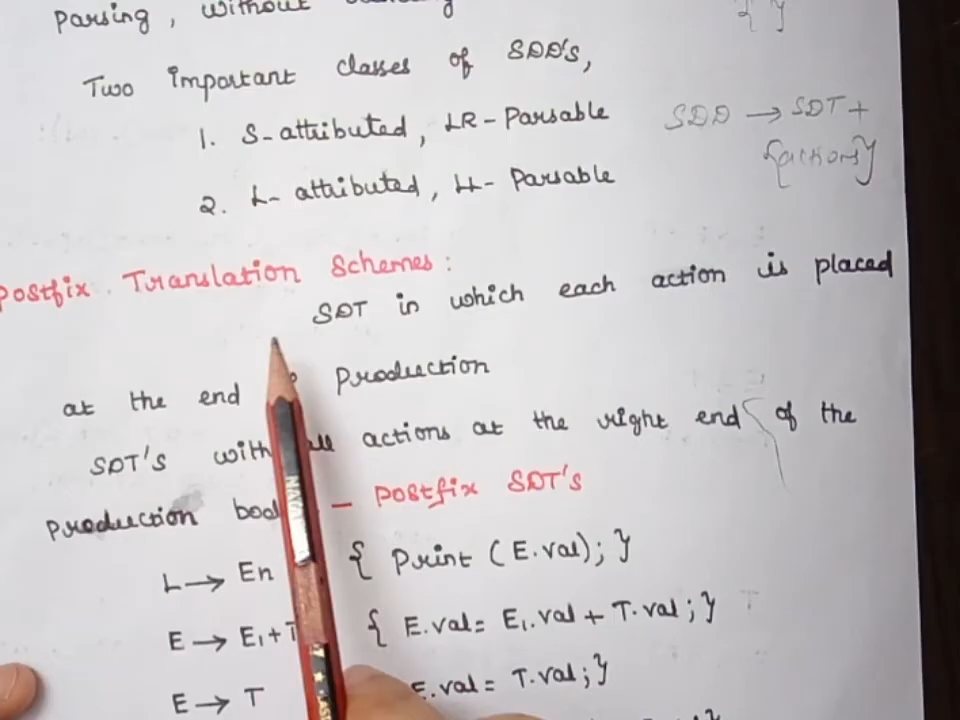 Parsing, without
{ }
Two important classes of SDD's,
1. S-attributed, LR-Parsable
SDD → SDT +
{actions}
2. L-attributed, LL-Parsable
Postfix Translation Schemes:
SDT in which each action is placed
at the end Production
SDT's with all actions at the right end of the
Production - Postfix SDT's
L → En { Print (E.val); }
E → E1+T { E.val= E1.val + T.val; }
E → T E.val= T.val; }